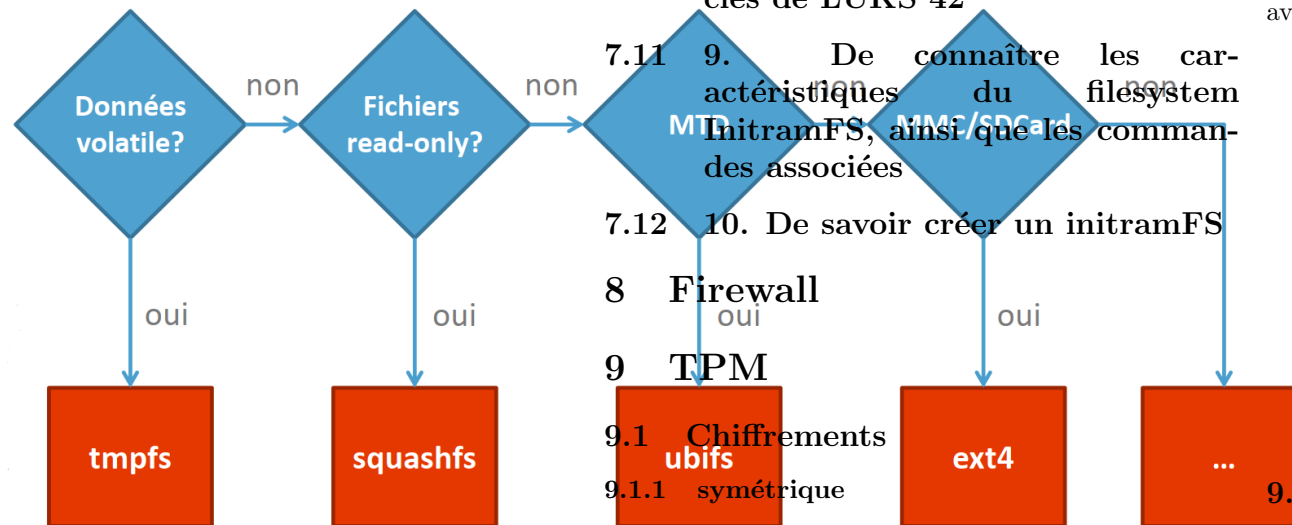 clés de LUKS 42
av
7.11 9. De connaître les car-
actéristiques du filesystem
InitramFS, ainsi que les comman-
des associées
7.12 10. De savoir créer un initramFS
8 Firewall
9 TPM
9.1 Chiffrements
9.1.1 symétrique
9.
Données
volatile?
non
Fichiers
read-only?
non
MTD
non
MMC/SDCard
non
oui
oui
oui
oui
tmpfs
squashfs
ubifs
ext4
...